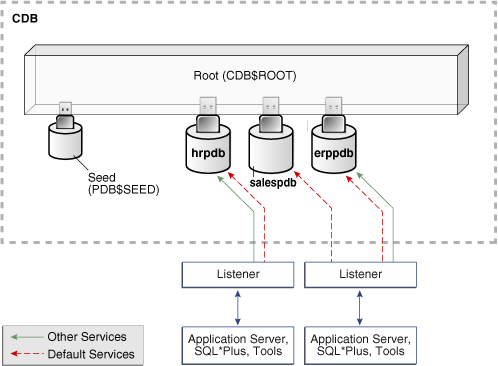 CDB
Root (CDB$ROOT)
hrpdb
salespdb
erppdb
Seed
(PDB$SEED)
Listener
Listener
Application Server,
SQL*Plus, Tools
Application Server,
SQL*Plus, Tools
Other Services
Default Services